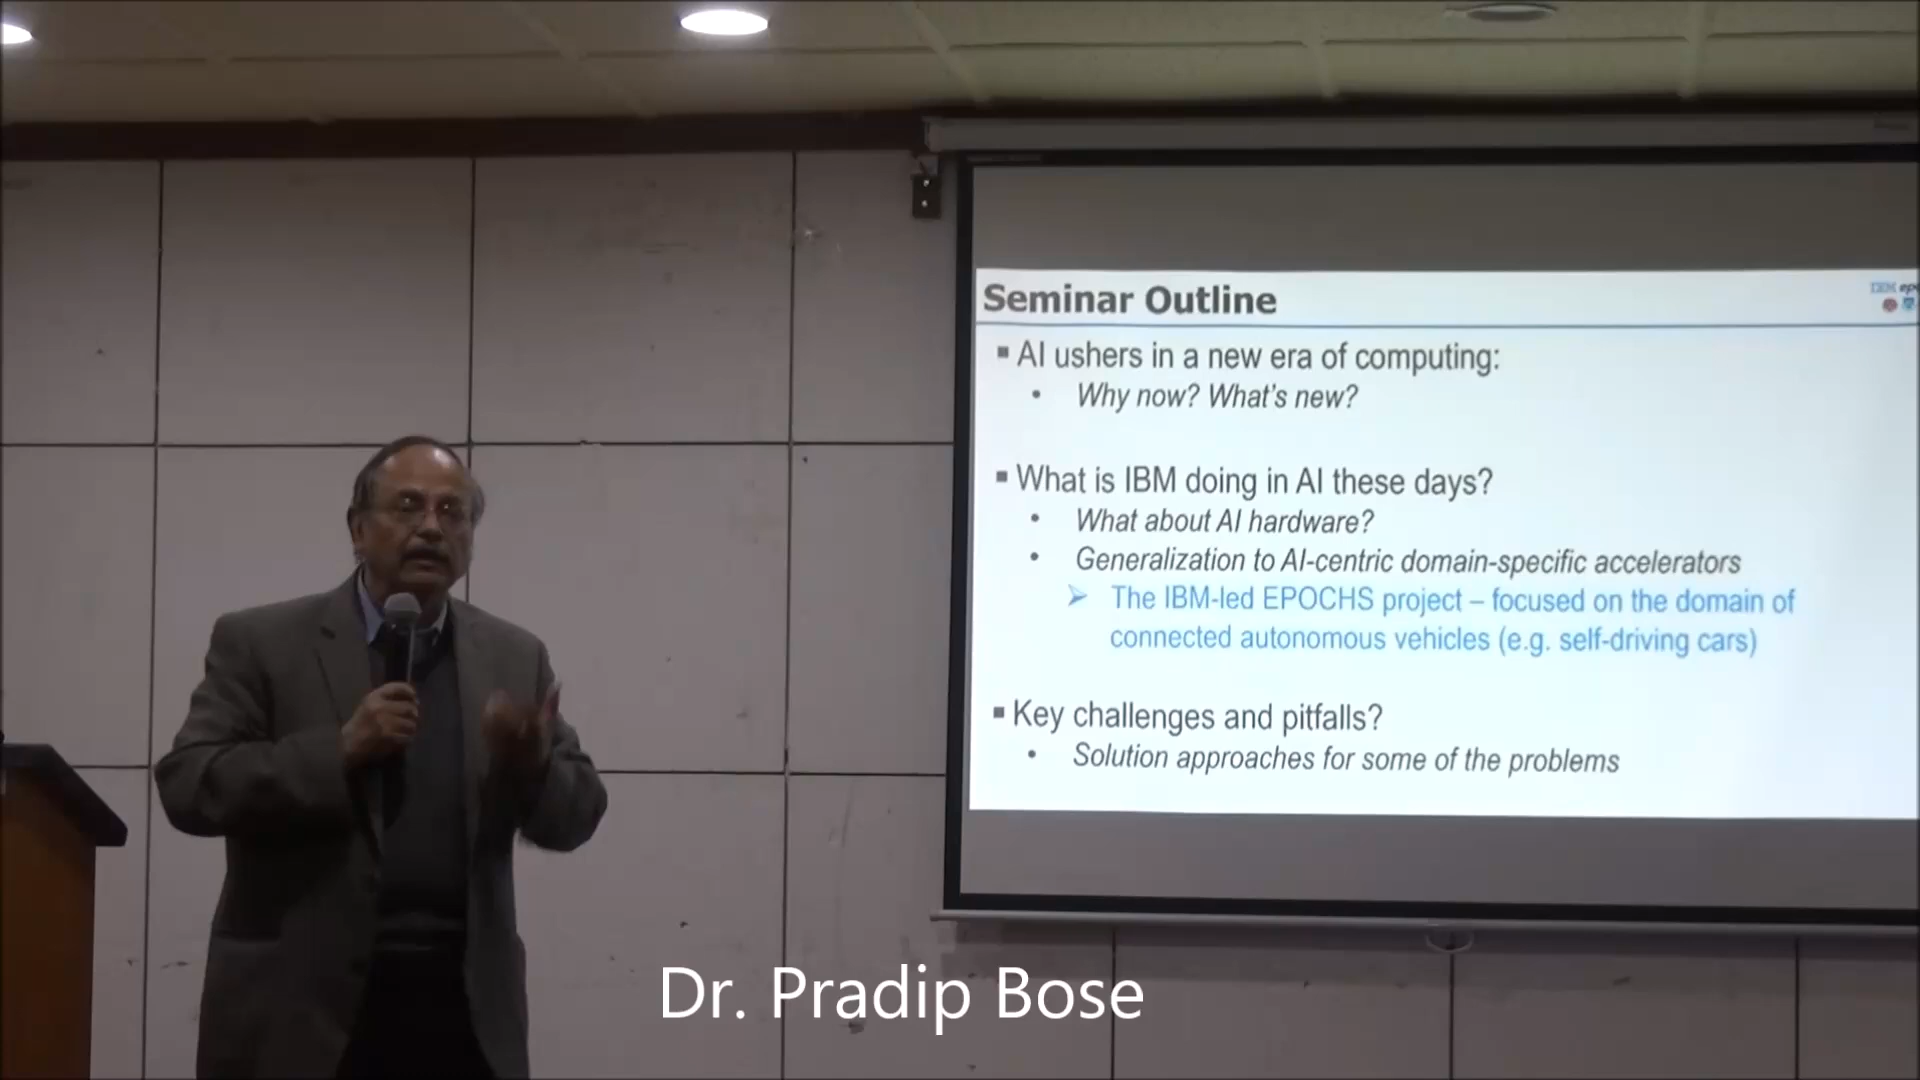 Seminar Outline
IBM
AI ushers in a new era of computing:
Why now? What's new?
What is IBM doing in AI these days?
What about AI hardware?
Generalization to AI-centric domain-specific accelerators
The IBM-led EPOCHS project – focused on the domain of
connected autonomous vehicles (e.g. self-driving cars)
Key challenges and pitfalls?
Solution approaches for some of the problems
Dr. Pradip Bose